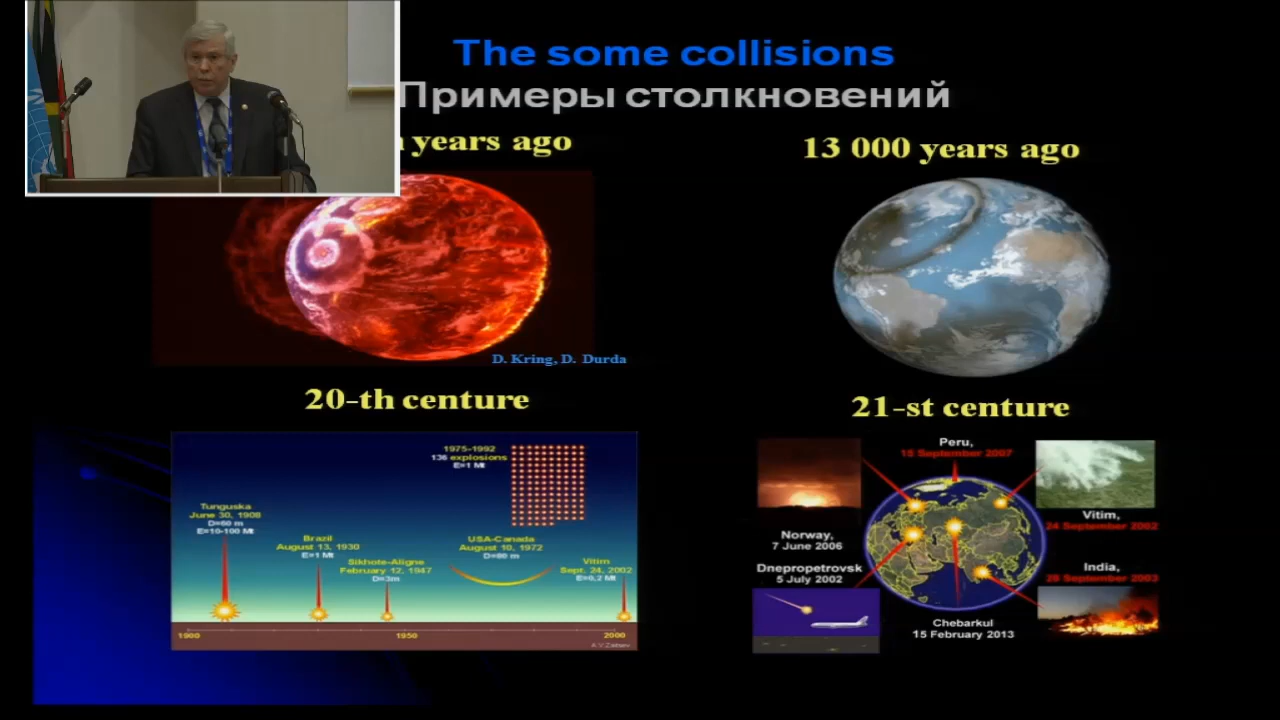 The some collisions
Примеры столкновений
years ago
13 000 years ago
D. Kring, D. Durda
20-th centure
21-st centure
1975-1992
136 explosions
E=1 Mt
Tunguska
June 30, 1908
D=60 m
E=10-100 Mt
Brazil
August 13, 1930
E=1 Mt
Sikhote-Aligne
February 12, 1947
D=3m
USA-Canada
August 10, 1972
D=80 m
Vitim
Sept. 24, 2002
E=0,2 Mt
1900
1950
2000
Peru,
15 September 2007
Norway,
7 June 2006
Vitim,
24 September 2002
Dnepropetrovsk
5 July 2002
India,
28 September 2003
Chebarkul
15 February 2013